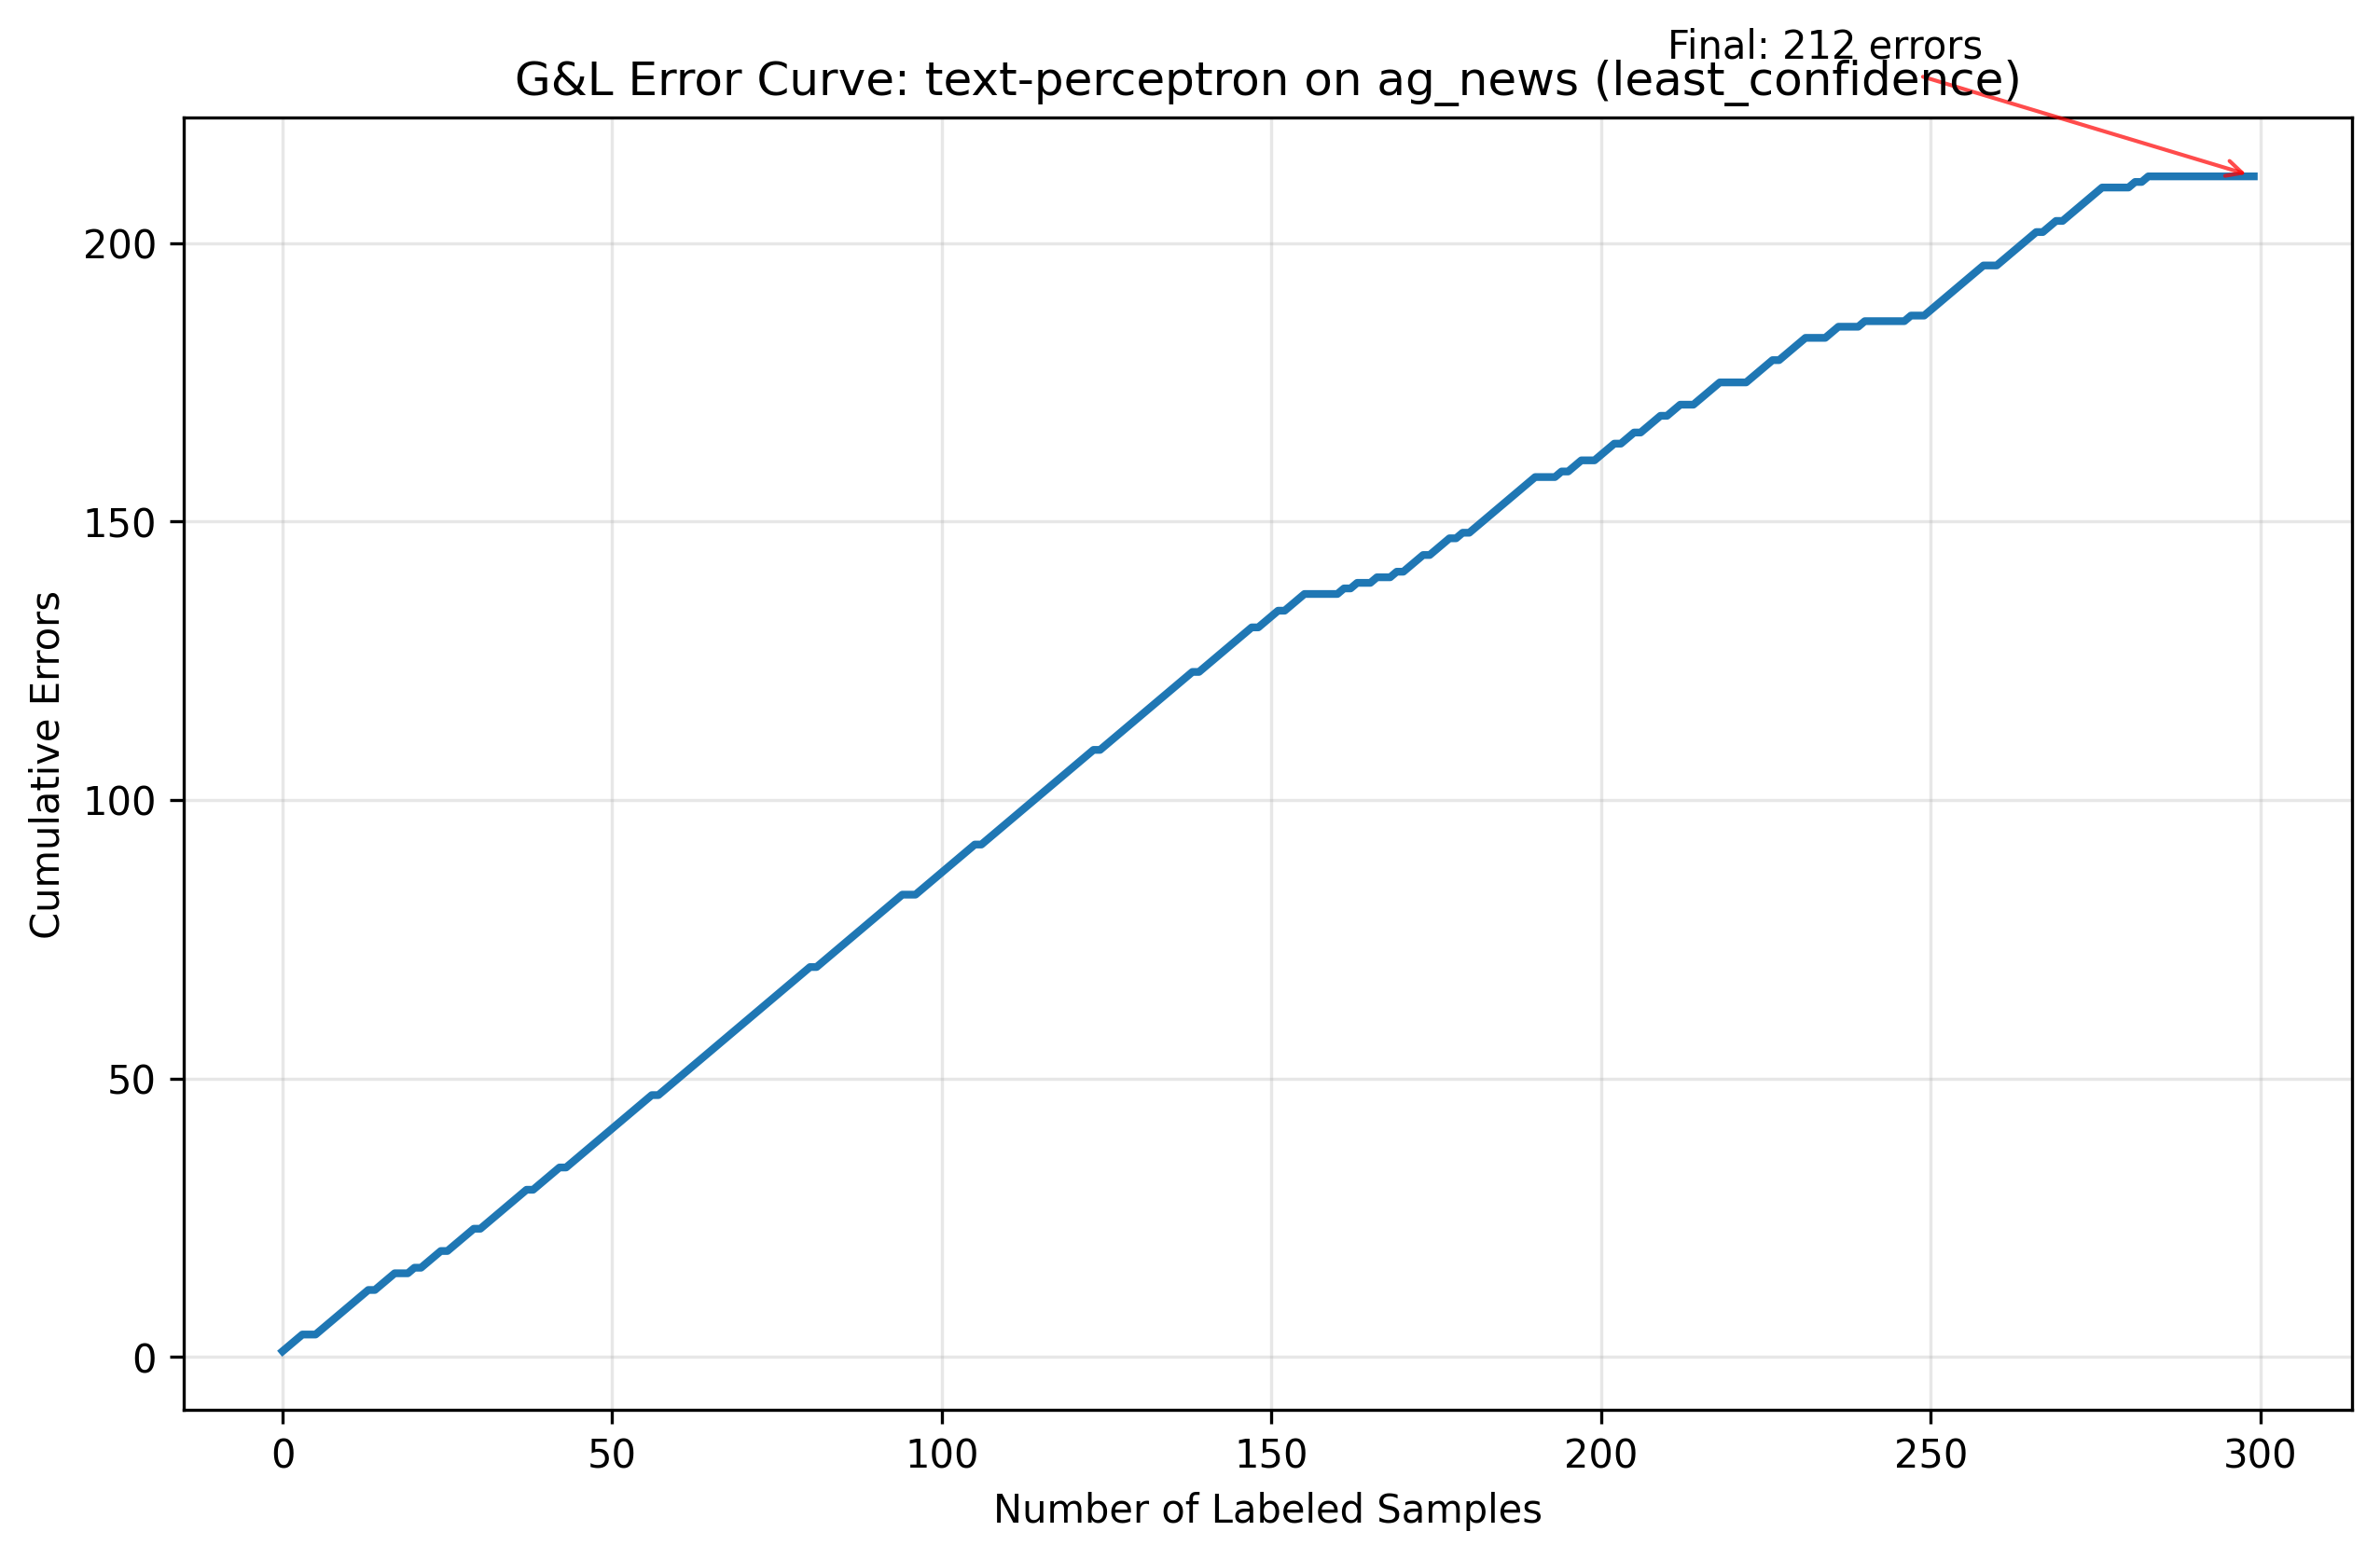 Final: 212 errors
G&L Error Curve: text-perceptron on ag_news (least_confidence)
Cumulative Errors
200
150
100
50
0
0 50 100 150 200 250 300
Number of Labeled Samples